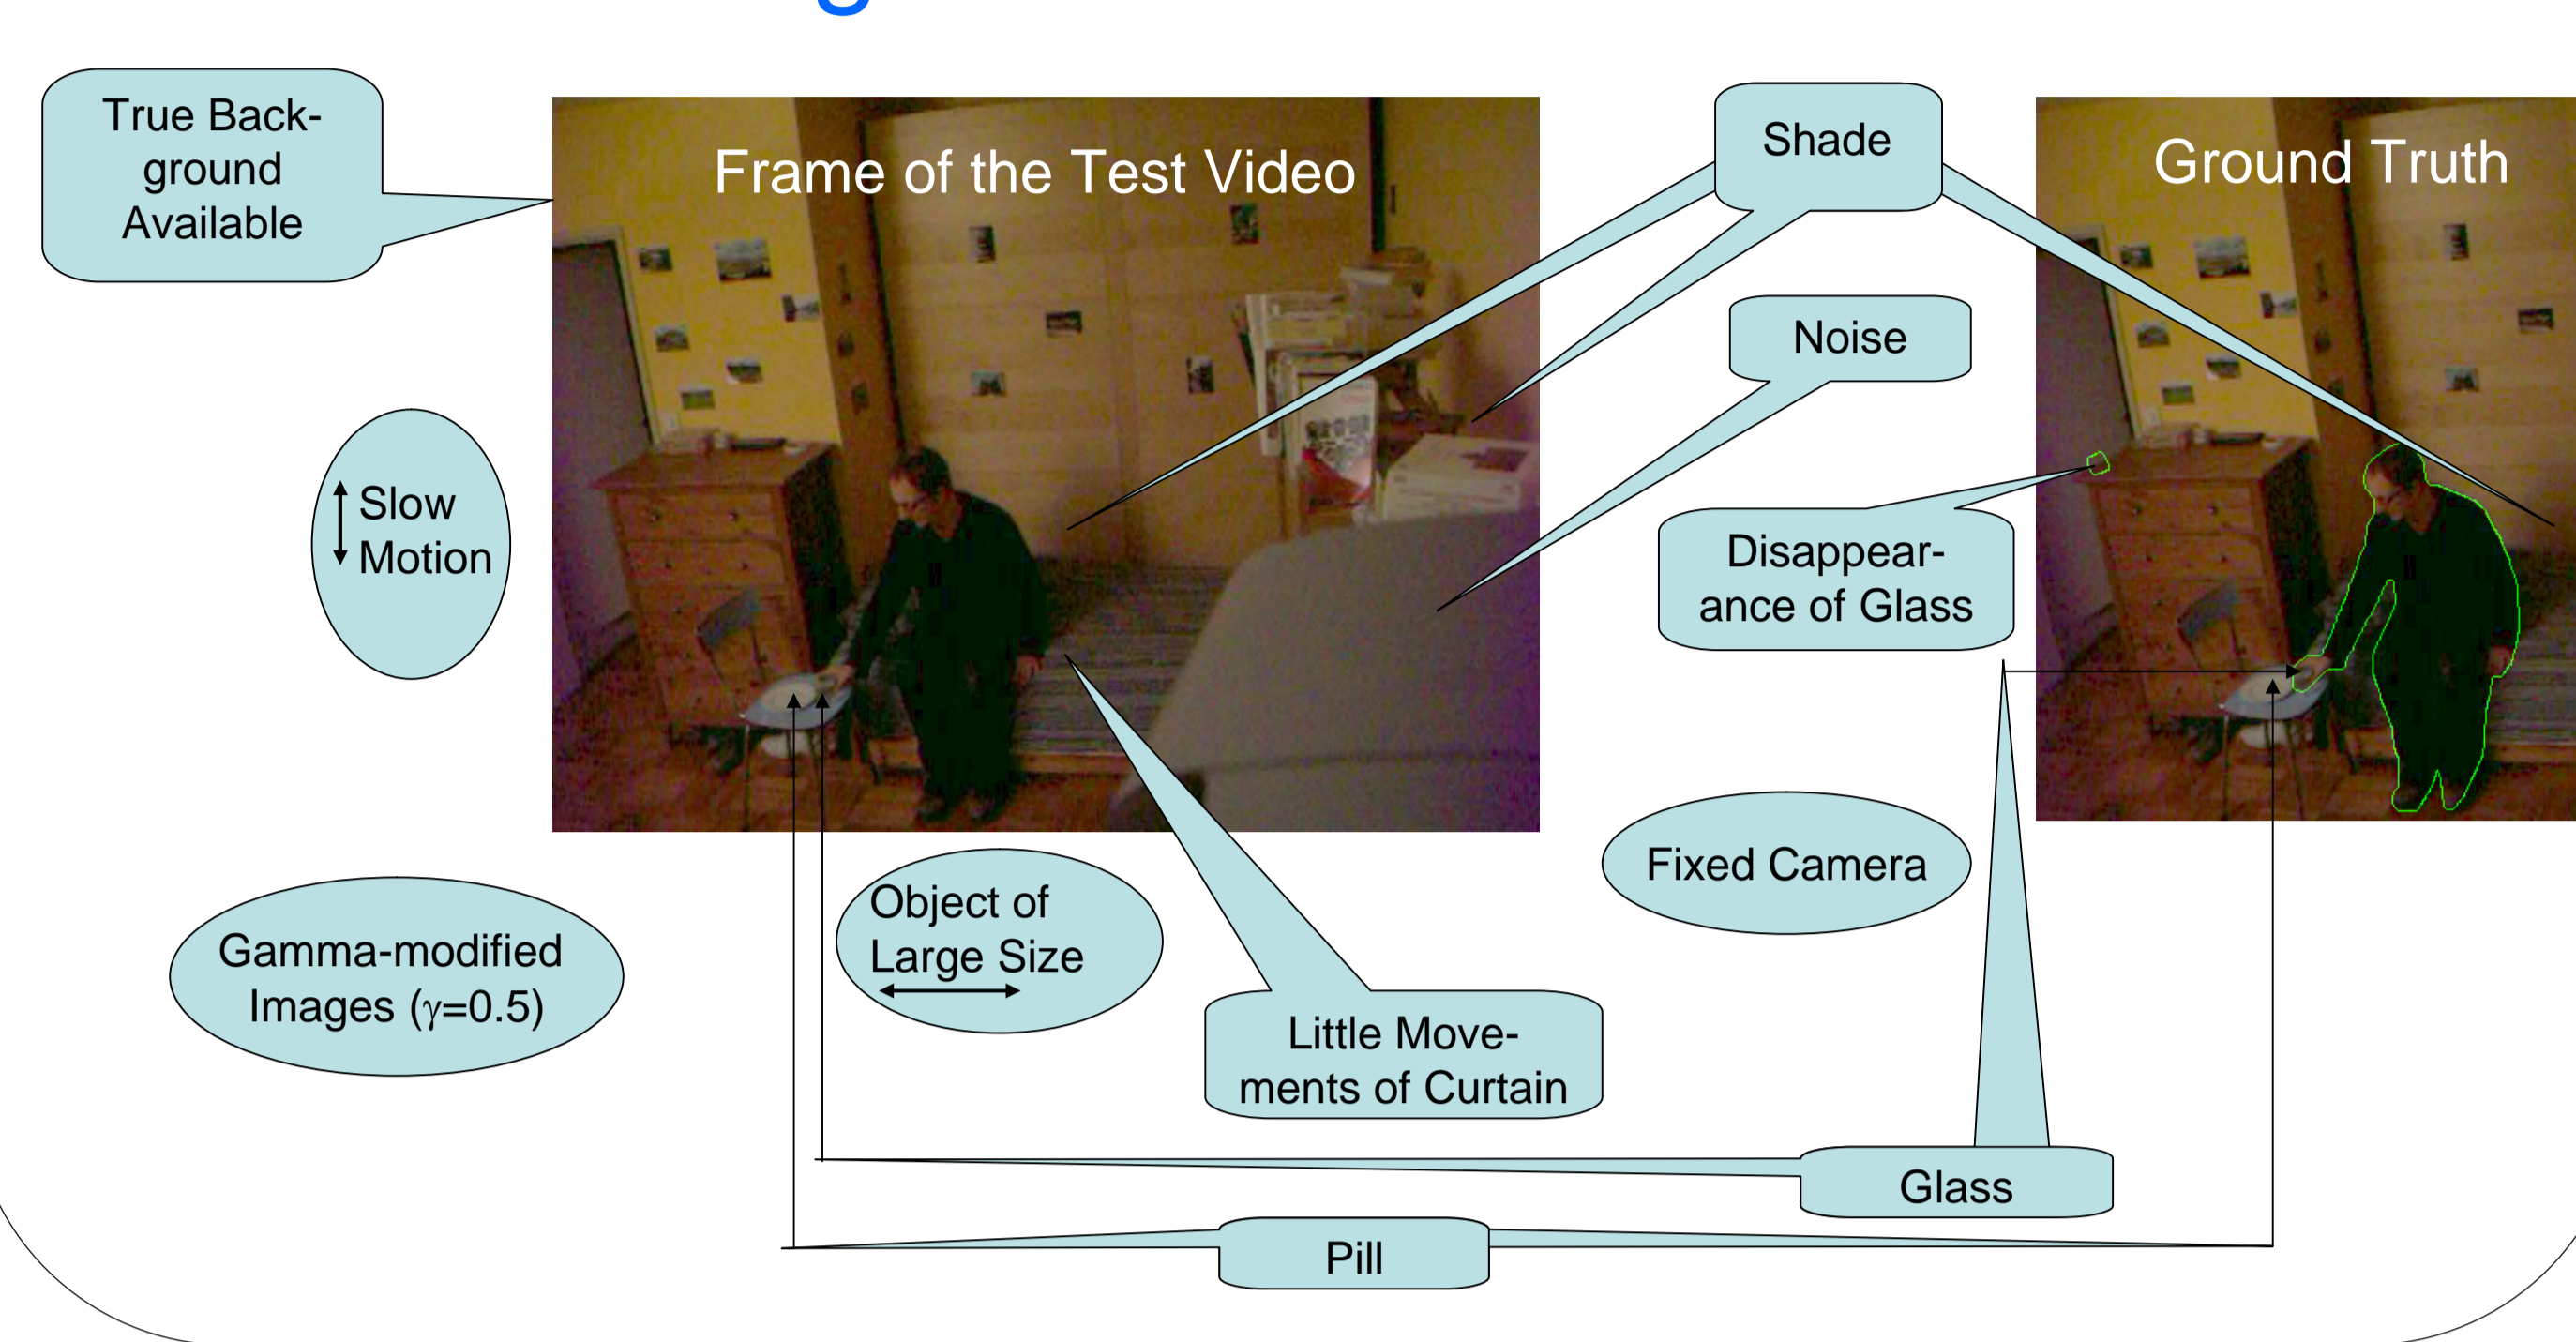 g
True Back-
ground
Available
Frame of the Test Video
Shade
Ground Truth
Noise
Slow
Motion
Disappear-
ance of Glass
Fixed Camera
Object of
Large Size
Gamma-modified
Images (γ=0.5)
Little Move-
ments of Curtain
Glass
Pill